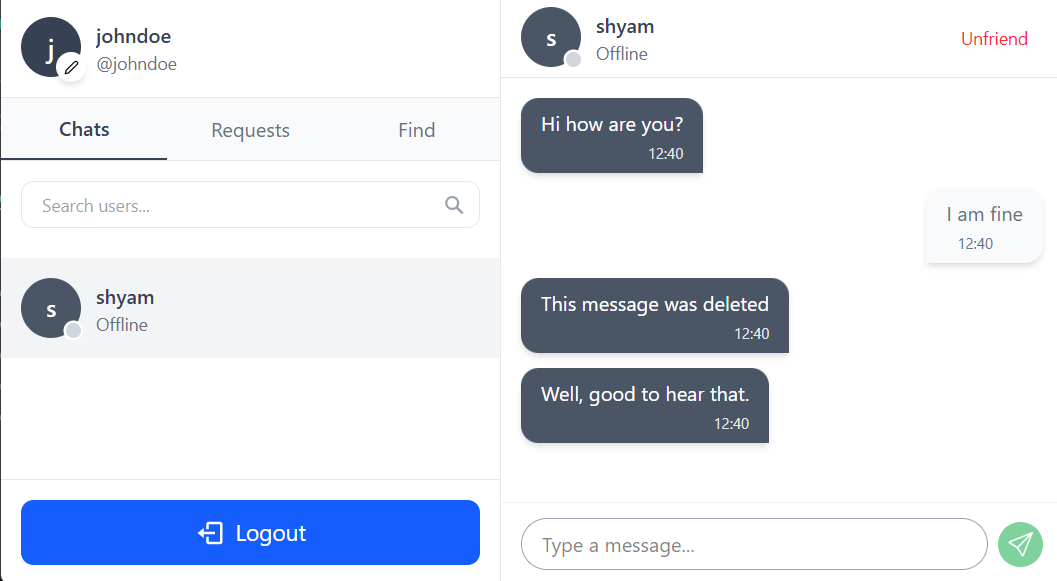 j
johndoe
@johndoe
Chats
Requests
Find
Search users...
s
shyam
Offline
Logout
s
shyam
Offline
Unfriend
Hi how are you?
12:40
I am fine
12:40
This message was deleted
12:40
Well, good to hear that.
12:40
Type a message...